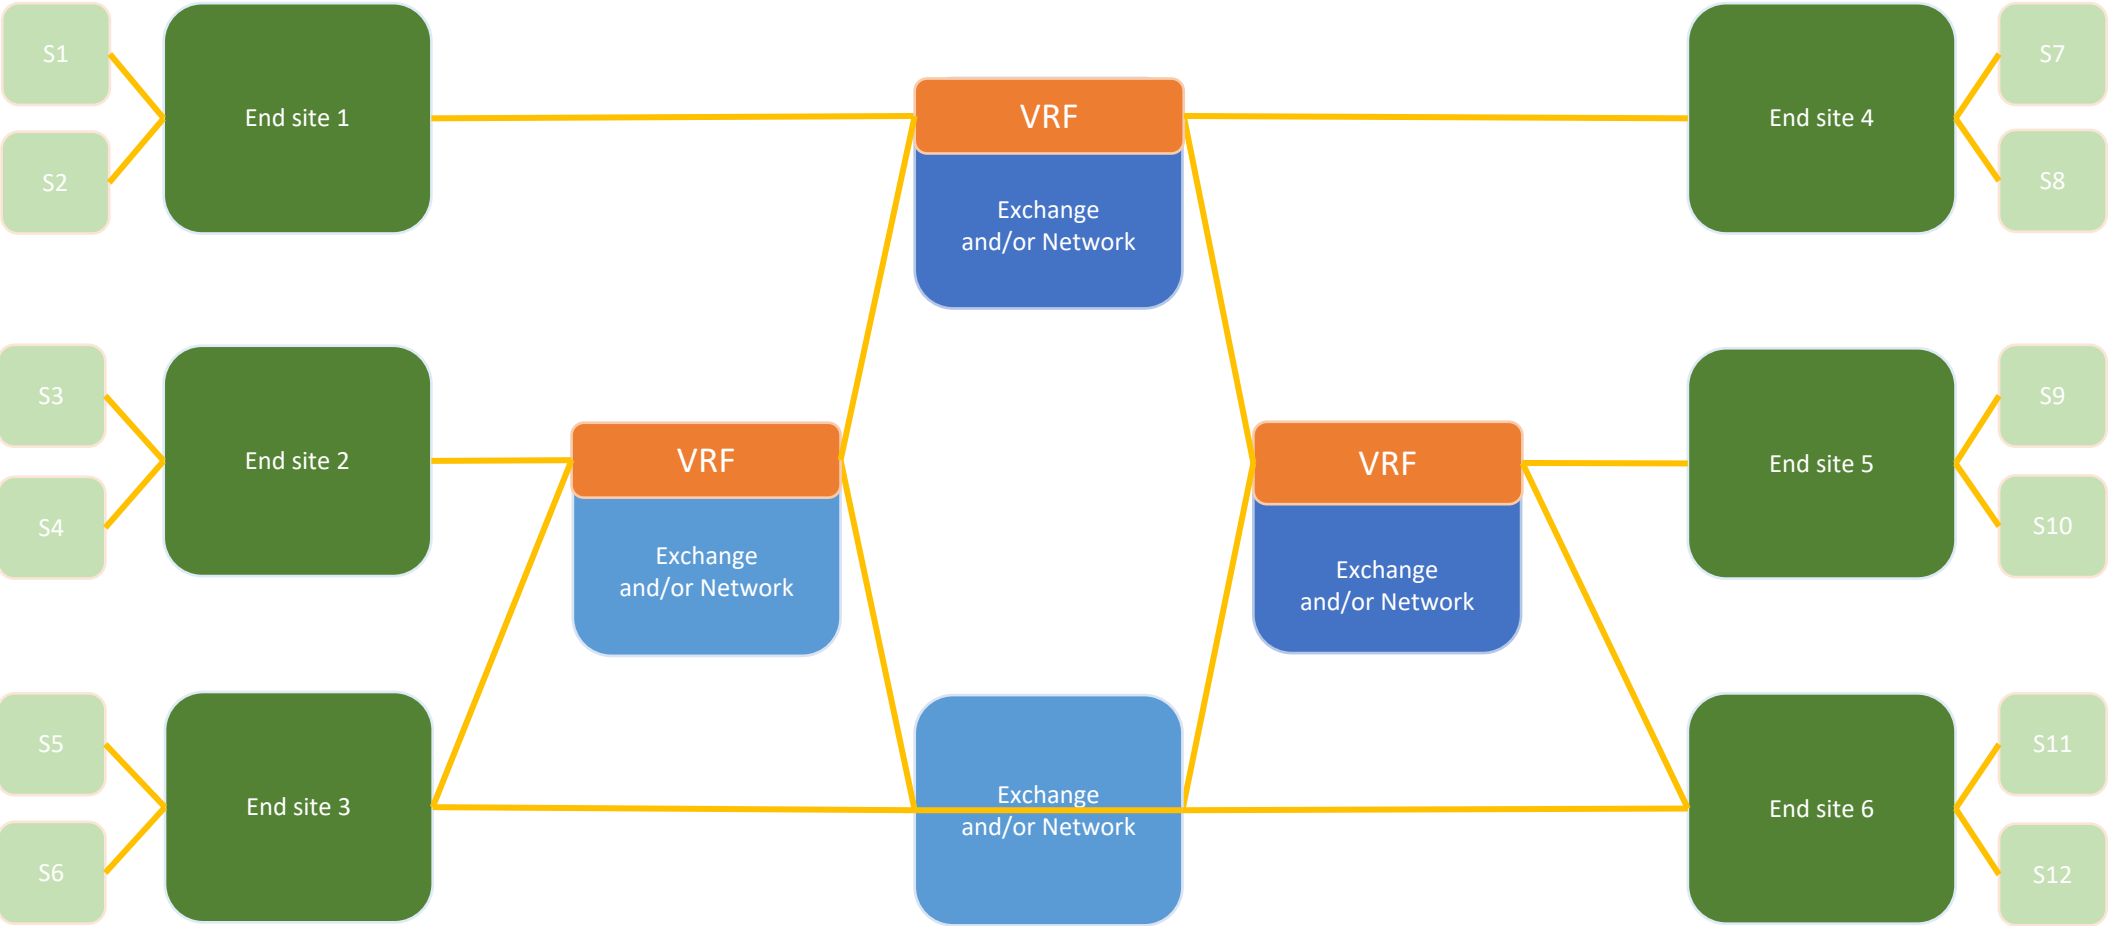 S1
S2
End site 1
VRF
Exchange
and/or Network
End site 4
S7
S8
S3
S4
End site 2
VRF
Exchange
and/or Network
VRF
Exchange
and/or Network
End site 5
S9
S10
S5
S6
End site 3
Exchange
and/or Network
End site 6
S11
S12